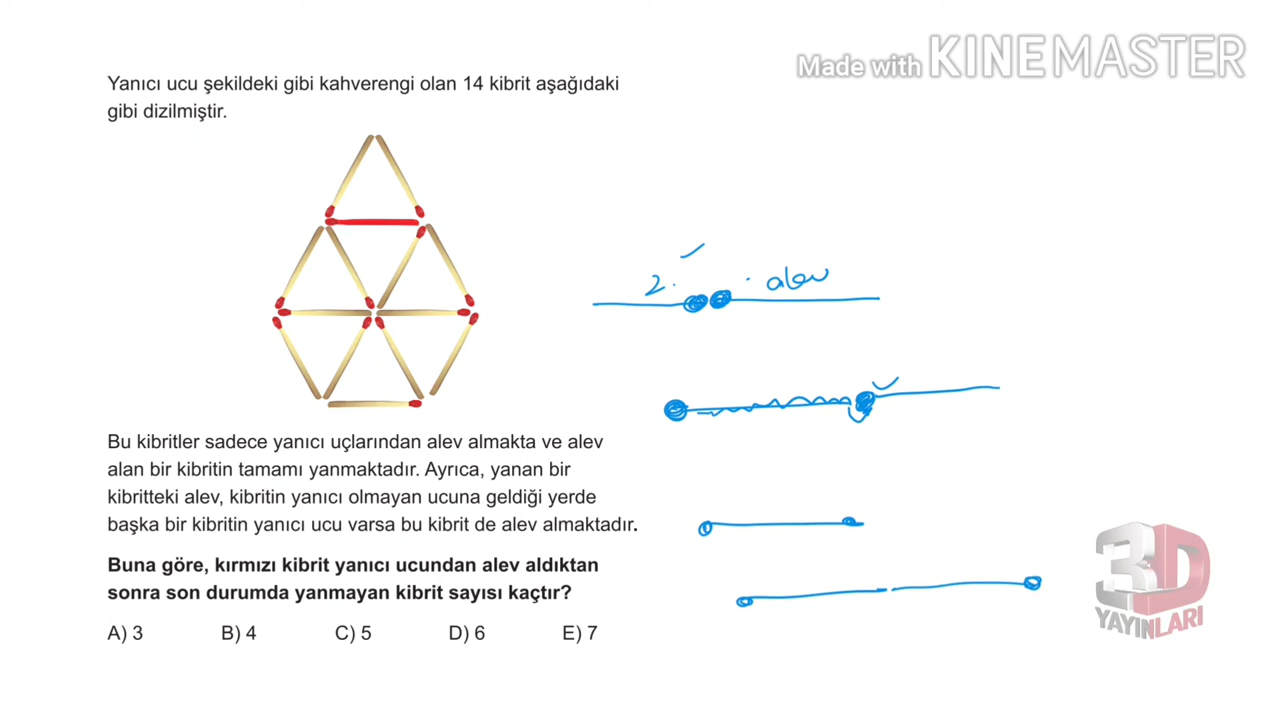 Made with KINEMASTER
Yanıcı ucu şekildeki gibi kahverengi olan 14 kibrit aşağıdaki
gibi dizilmiştir.
2. alev
Bu kibritler sadece yanıcı uçlarından alev almakta ve alev
alan bir kibritin tamamı yanmaktadır. Ayrıca, yanan bir
kibritteki alev, kibritin yanıcı olmayan ucuna geldiği yerde
başka bir kibritin yanıcı ucu varsa bu kibrit de alev almaktadır.
Buna göre, kırmızı kibrit yanıcı ucundan alev aldıktan
sonra son durumda yanmayan kibrit sayısı kaçtır?
A) 3 B) 4 C) 5 D) 6 E) 7
3D
YAYINLARI